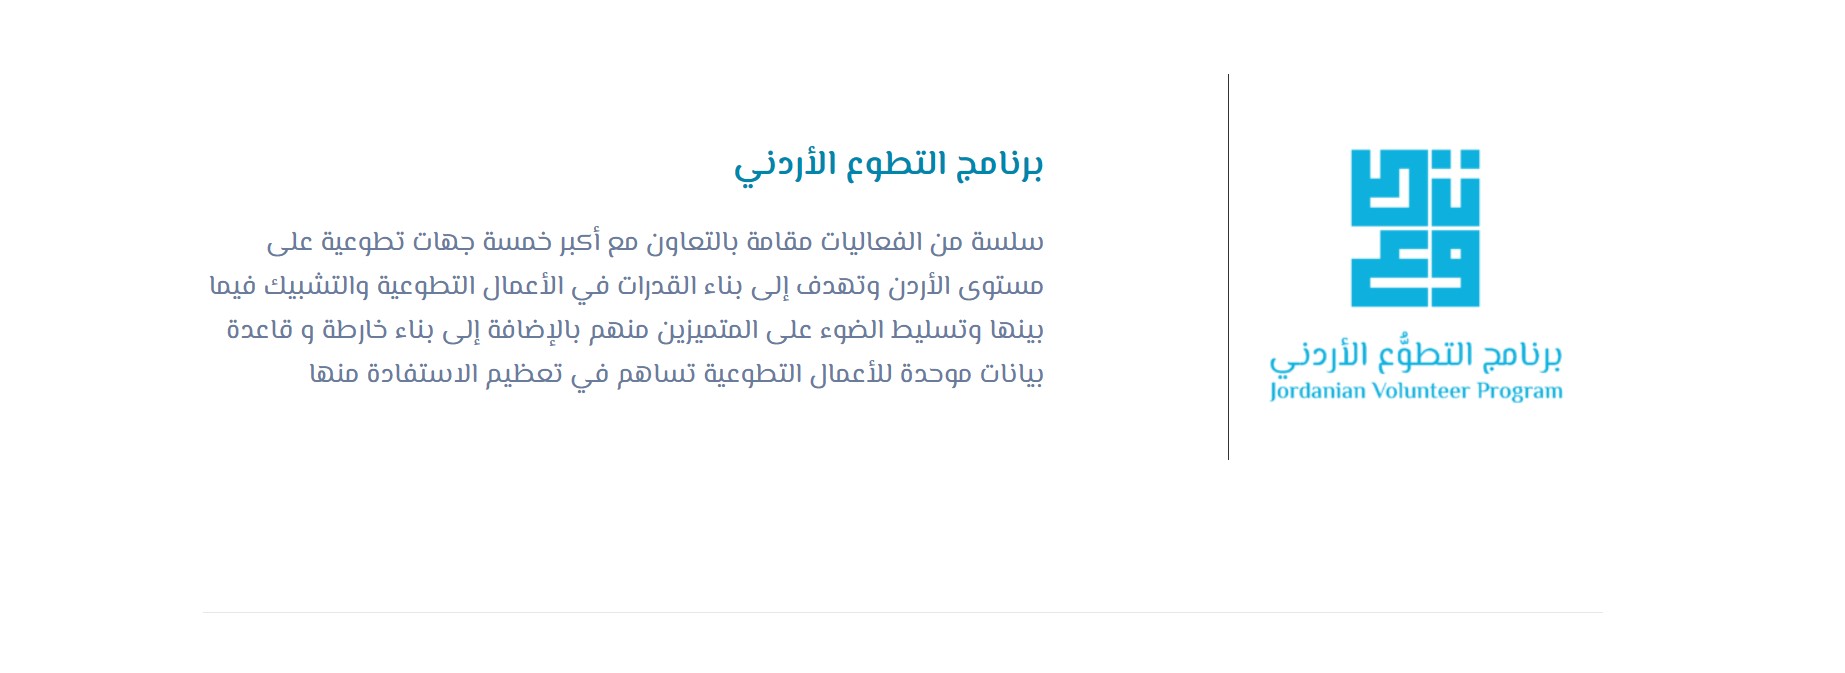 برنامج التطوع الأردني
سلسة من الفعاليات مقامة بالتعاون مع أكبر خمسة جهات تطوعية على
مستوى الأردن وتهدف إلى بناء القدرات في الأعمال التطوعية والتشبيك فيما
بينها وتسليط الضوء على المتميزين منهم بالإضافة إلى بناء خارطة و قاعدة
بيانات موحدة للأعمال التطوعية تساهم في تعظيم الاستفادة منها
تطوع
برنامج التطوُّع الأردني
Jordanian Volunteer Program